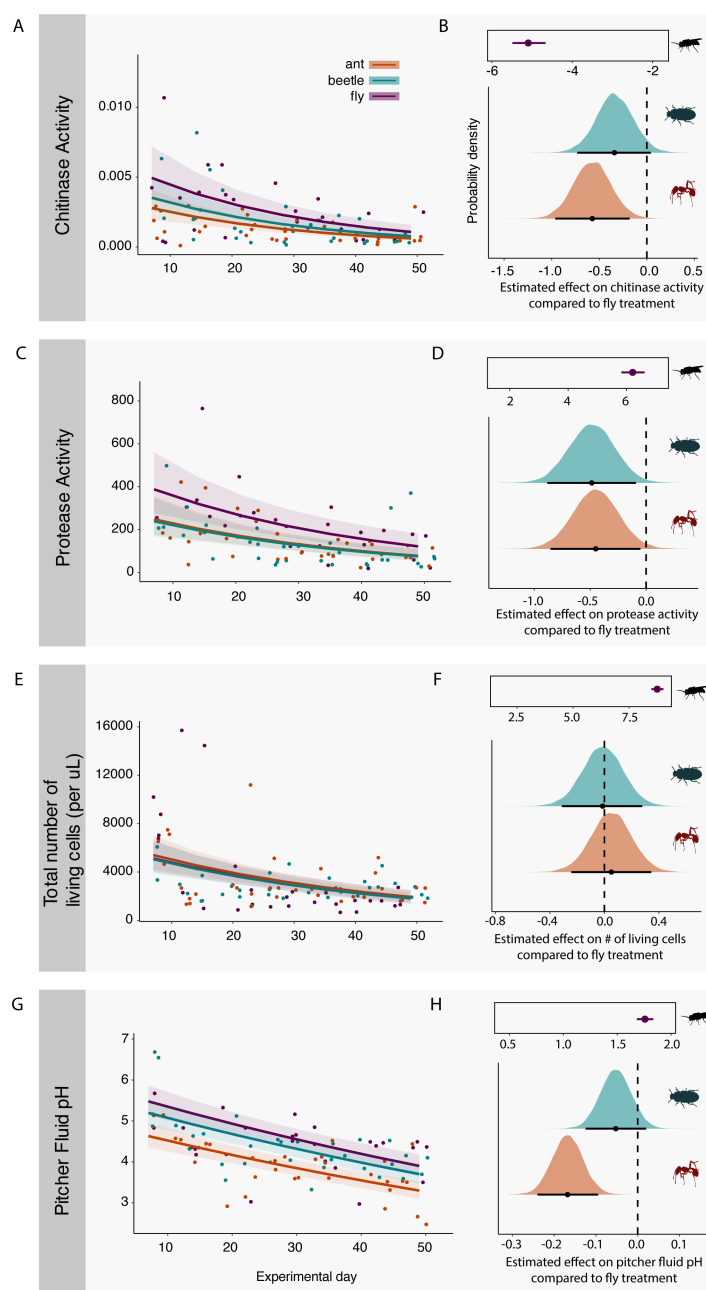 A
B
Chitinase Activity
ant
beetle
fly
0.010
0.005
0.000
10
20
30
40
50
-6
-4
-2
Probability density
-1.5
-1.0
-0.5
0.0
0.5
Estimated effect on chitinase activity
compared to fly treatment
C
D
Protease Activity
800
600
400
200
0
10
20
30
40
50
2
4
6
-1.0
-0.5
0.0
Estimated effect on protease activity
compared to fly treatment
E
F
Total number of
living cells (per uL)
16000
12000
8000
4000
0
10
20
30
40
50
2.5
5.0
7.5
-0.8
-0.4
0.0
0.4
Estimated effect on # of living cells
compared to fly treatment
G
H
Pitcher Fluid pH
7
6
5
4
3
10
20
30
40
50
Experimental day
0.5
1.0
1.5
2.0
-0.3
-0.2
-0.1
0.0
0.1
Estimated effect on pitcher fluid pH
compared to fly treatment